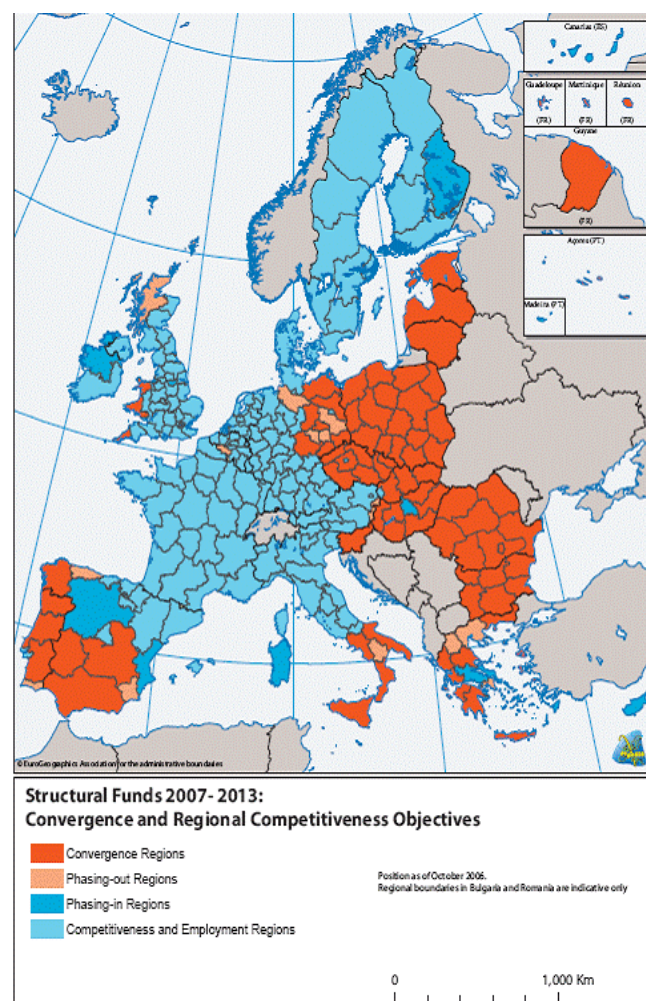 Canarias (ES)
Guadeloupe Martinique Réunion
(FR) (FR) (FR)
Guyane
(FR)
Açores (PT)
Madeira (PT)
© EuroGeographics Association for the administrative boundaries
Structural Funds 2007- 2013:
Convergence and Regional Competitiveness Objectives
Convergence Regions
Phasing-out Regions
Phasing-in Regions
Competitiveness and Employment Regions
Position as of October 2006.
Regional boundaries in Bulgaria and Romania are indicative only
0 1,000 Km